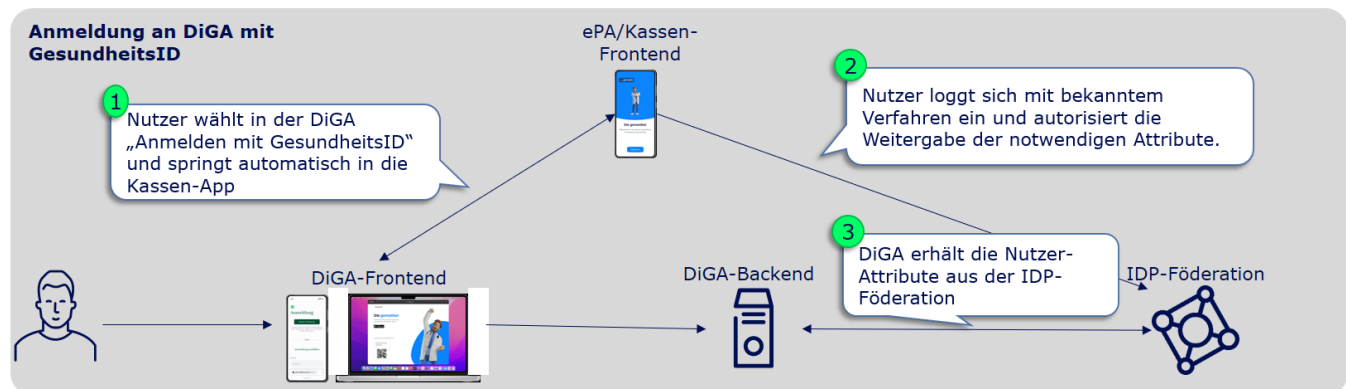 Anmeldung an DiGA mit
GesundheitsID
ePA/Kassen-
Frontend
1
Nutzer wählt in der DiGA
„Anmelden mit GesundheitsID“
und springt automatisch in die
Kassen-App
2
Nutzer loggt sich mit bekanntem
Verfahren ein und autorisiert die
Weitergabe der notwendigen Attribute.
3
DiGA erhält die Nutzer-
Attribute aus der IDP-
Föderation
DiGA-Frontend
DiGA-Backend
IDP-Föderation
Anmeldung